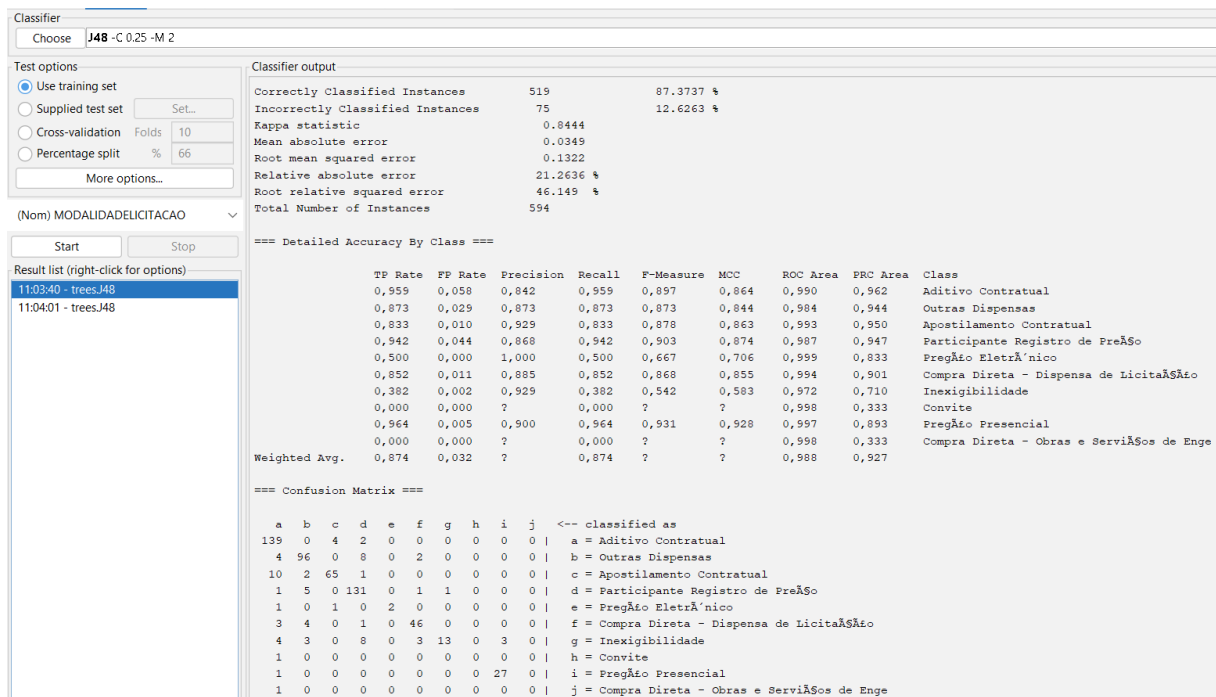 Classifier
Choose J48 -C 0.25 -M 2
Test options
Use training set
Supplied test set Set...
Cross-validation Folds 10
Percentage split % 66
More options...
(Nom) MODALIDADELICITACAO
Start Stop
Result list (right-click for options)
11:03:40 - trees.J48
11:04:01 - trees.J48
Classifier output
Correctly Classified Instances 519 87.3737 %
Incorrectly Classified Instances 75 12.6263 %
Kappa statistic 0.8444
Mean absolute error 0.0349
Root mean squared error 0.1322
Relative absolute error 21.2636 %
Root relative squared error 46.149 %
Total Number of Instances 594
=== Detailed Accuracy By Class ===
TP Rate FP Rate Precision Recall F-Measure MCC ROC Area PRC Area Class
0,959 0,058 0,842 0,959 0,897 0,864 0,990 0,962 Aditivo Contratual
0,873 0,029 0,873 0,873 0,873 0,844 0,984 0,944 Outras Dispensas
0,833 0,010 0,929 0,833 0,878 0,863 0,993 0,950 Apostilamento Contratual
0,942 0,044 0,868 0,942 0,903 0,874 0,987 0,947 Participante Registro de PreÃ§o
0,500 0,000 1,000 0,500 0,667 0,706 0,999 0,833 PregÃ£o EletrÃ´nico
0,852 0,011 0,885 0,852 0,868 0,855 0,994 0,901 Compra Direta - Dispensa de LicitaÃ§Ã£o
0,382 0,002 0,929 0,382 0,542 0,583 0,972 0,710 Inexigibilidade
0,000 0,000 ? 0,000 ? ? 0,998 0,333 Convite
0,964 0,005 0,900 0,964 0,931 0,928 0,997 0,893 PregÃ£o Presencial
0,000 0,000 ? 0,000 ? ? 0,998 0,333 Compra Direta - Obras e ServiÃ§os de Enge
Weighted Avg. 0,874 0,032 ? 0,874 ? ? 0,988 0,927
=== Confusion Matrix ===
a b c d e f g h i j <-- classified as
139 0 4 2 0 0 0 0 0 0 | a = Aditivo Contratual
4 96 0 8 0 2 0 0 0 0 | b = Outras Dispensas
10 2 65 1 0 0 0 0 0 0 | c = Apostilamento Contratual
1 5 0 131 0 1 1 0 0 0 | d = Participante Registro de PreÃ§o
1 0 1 0 2 0 0 0 0 0 | e = PregÃ£o EletrÃ´nico
3 4 0 1 0 46 0 0 0 0 | f = Compra Direta - Dispensa de LicitaÃ§Ã£o
4 3 0 8 0 3 13 0 3 0 | g = Inexigibilidade
1 0 0 0 0 0 0 0 0 0 | h = Convite
1 0 0 0 0 0 0 0 27 0 | i = PregÃ£o Presencial
1 0 0 0 0 0 0 0 0 0 | j = Compra Direta - Obras e ServiÃ§os de Enge